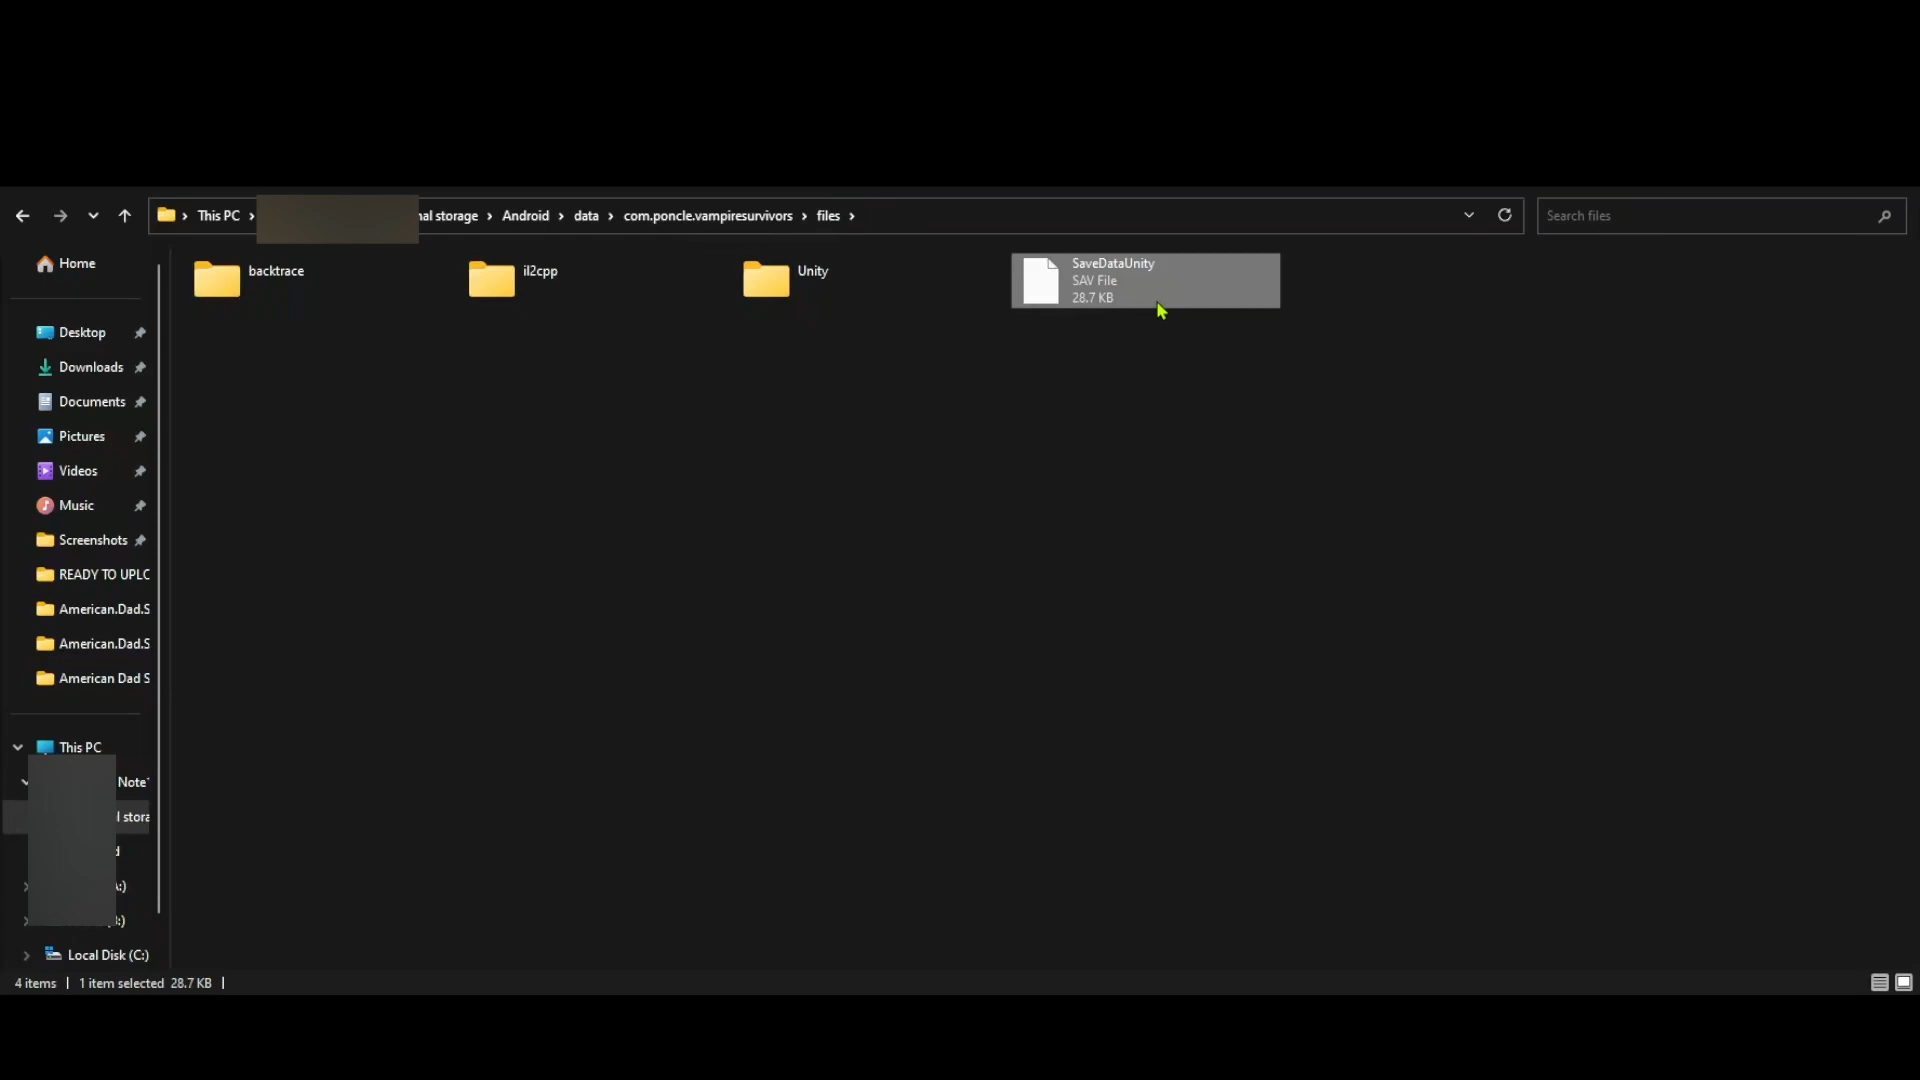 This PC
nal storage
Android
data
com.poncle.vampiresurvivors
files
Search files
Home
backtrace
il2cpp
Unity
SaveDataUnity
SAV File
28.7 KB
Desktop
Downloads
Documents
Pictures
Videos
Music
Screenshots
READY TO UPLC
American.Dad.S
American.Dad.S
American Dad S
This PC
Note
l stora
d
A:)
Local Disk (C:)
4 items
1 item selected 28.7 KB